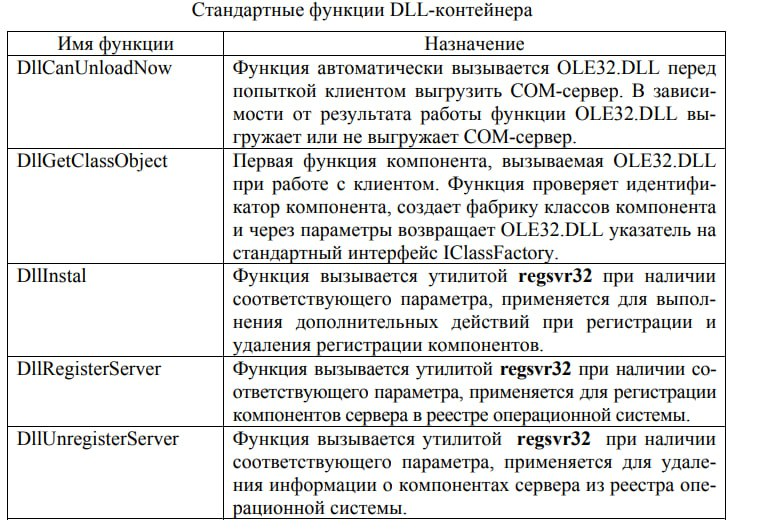 Стандартные функции DLL-контейнера
Имя функции Назначение
DllCanUnloadNow Функция автоматически вызывается OLE32.DLL перед
попыткой клиентом выгрузить COM-сервер. В зависи-
мости от результата работы функции OLE32.DLL вы-
гружает или не выгружает COM-сервер.
DllGetClassObject Первая функция компонента, вызываемая OLE32.DLL
при работе с клиентом. Функция проверяет идентифи-
катор компонента, создает фабрику классов компонента
и через параметры возвращает OLE32.DLL указатель на
стандартный интерфейс IClassFactory.
DllInstal Функция вызывается утилитой regsvr32 при наличии
соответствующего параметра, применяется для выпол-
нения дополнительных действий при регистрации и
удаления регистрации компонентов.
DllRegisterServer Функция вызывается утилитой regsvr32 при наличии со-
ответствующего параметра, применяется для регистрации
компонентов сервера в реестре операционной системы.
DllUnregisterServer Функция вызывается утилитой regsvr32 при наличии
соответствующего параметра, применяется для удале-
ния информации о компонентах сервера из реестра опе-
рационной системы.